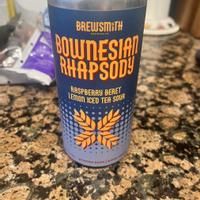 BREWSMITH
BOWNESIAN
RHAPSODY
RASPBERRY BERET
LEMON ICED TEA SOUR